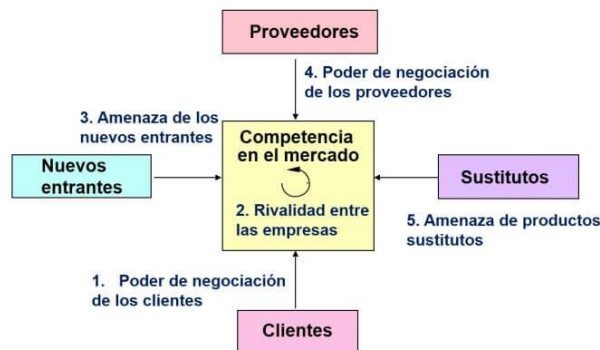 Proveedores
4. Poder de negociación
de los proveedores
3. Amenaza de los
nuevos entrantes
Competencia
en el mercado
Nuevos
entrantes
Sustitutos
2. Rivalidad entre
las empresas
5. Amenaza de productos
sustitutos
1. Poder de negociación
de los clientes
Clientes